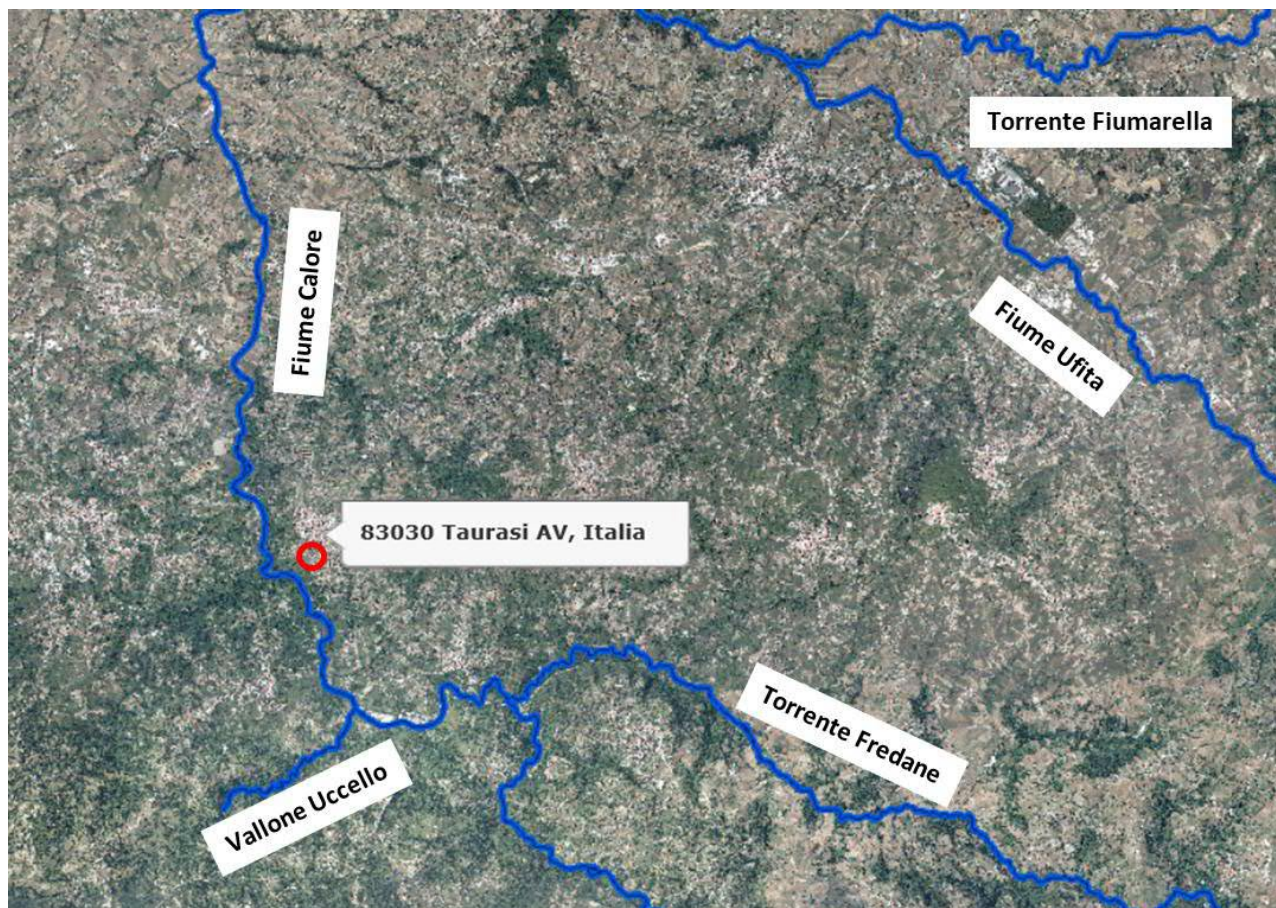 Torrente Fiumarella
Fiume Calore
Fiume Ufita
83030 Taurasi AV, Italia
Torrente Fredane
Vallone Uccello